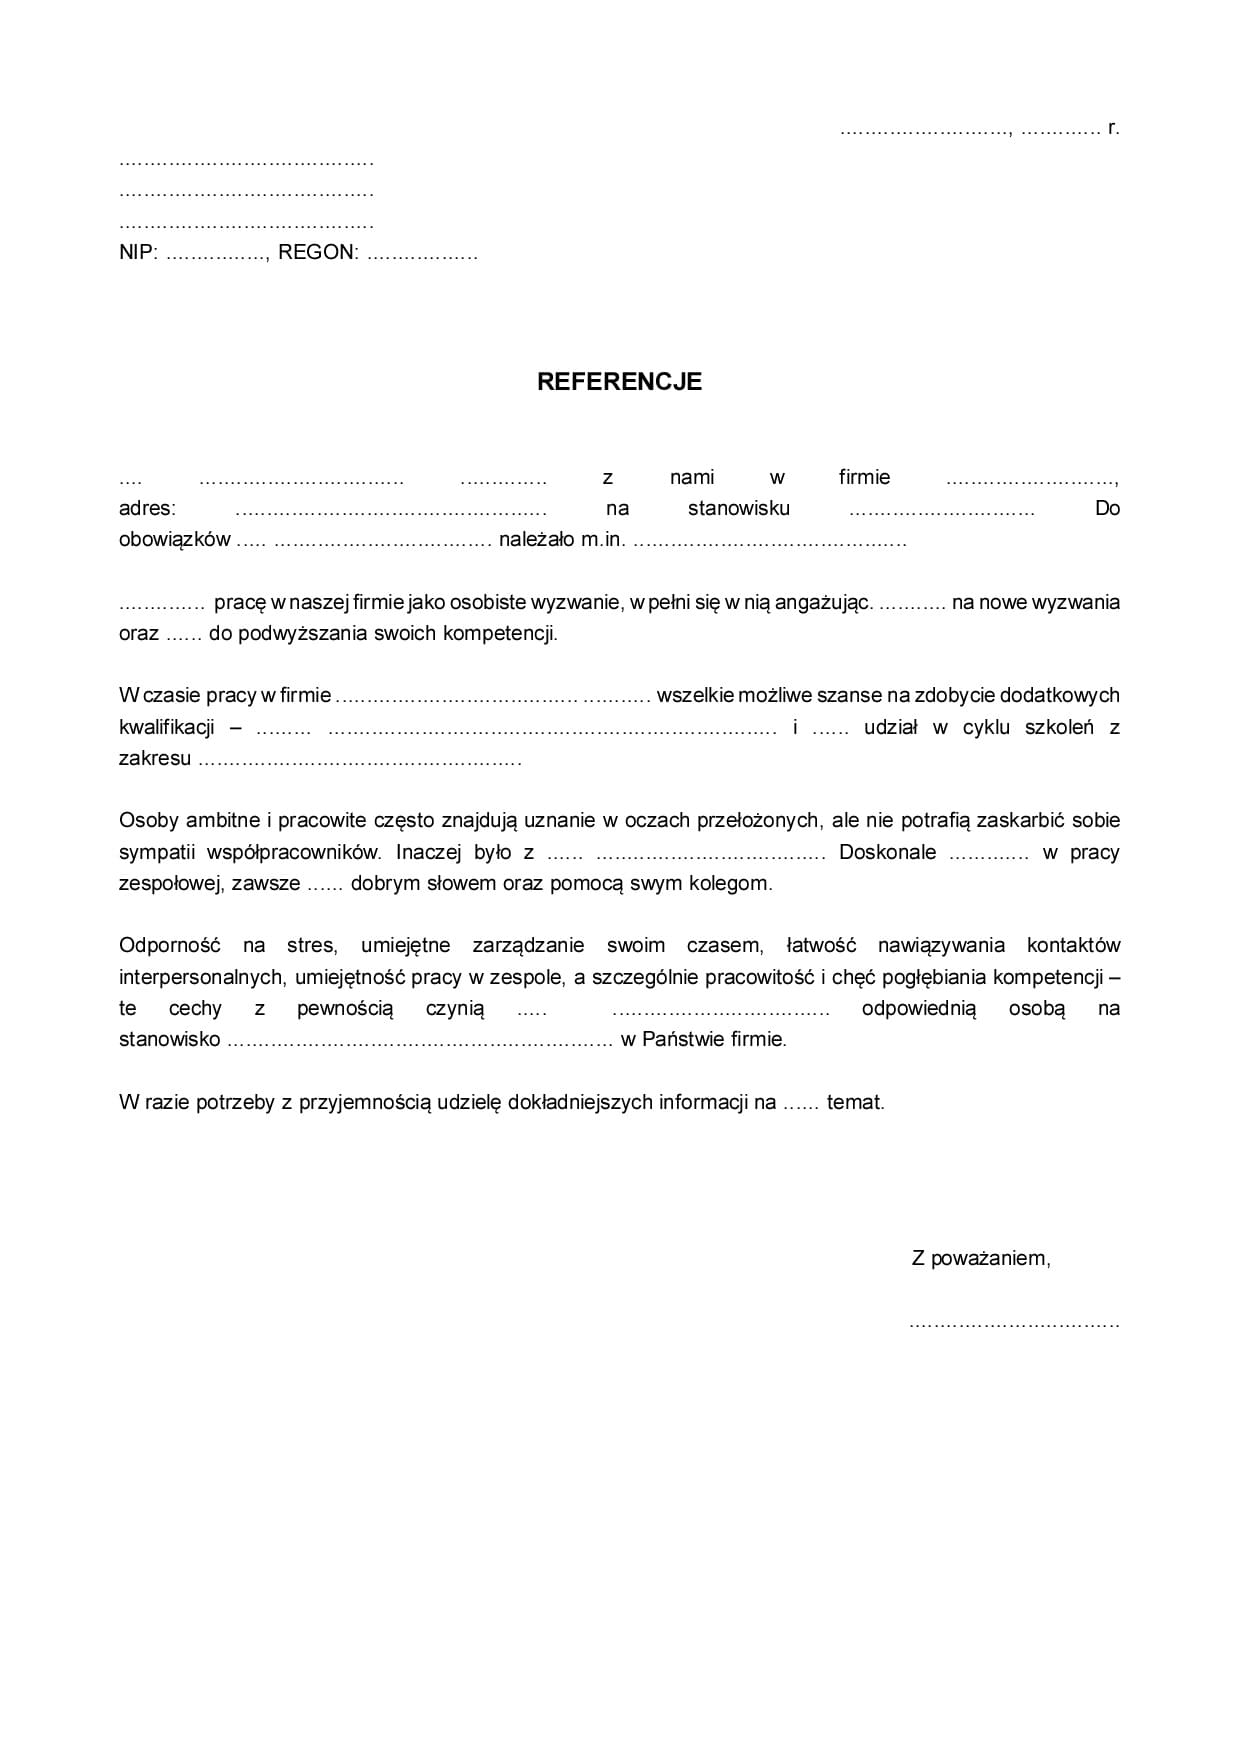 ..........................., ............. r.
.........................................
.........................................
.........................................
NIP: ................, REGON: ..................
REFERENCJE
.... ................................. .............. z nami w firmie ...........................,
adres: .................................................. na stanowisku .............................. Do
obowiązków ..... ................................... należało m.in. ............................................
.............. pracę w naszej firmie jako osobiste wyzwanie, w pełni się w nią angażując. ........... na nowe wyzwania
oraz ...... do podwyższania swoich kompetencji.
W czasie pracy w firmie ....................................... ........... wszelkie możliwe szanse na zdobycie dodatkowych
kwalifikacji – ......... ........................................................................ i ...... udział w cyklu szkoleń z
zakresu ....................................................
Osoby ambitne i pracowite często znajdują uznanie w oczach przełożonych, ale nie potrafią zaskarbić sobie
sympatii współpracowników. Inaczej było z ...... ..................................... Doskonale ............. w pracy
zespołowej, zawsze ...... dobrym słowem oraz pomocą swym kolegom.
Odporność na stres, umiejętne zarządzanie swoim czasem, łatwość nawiązywania kontaktów
interpersonalnych, umiejętność pracy w zespole, a szczególnie pracowitość i chęć pogłębiania kompetencji –
te cechy z pewnością czynią ..... ................................... odpowiednią osobą na
stanowisko .............................................................. w Państwie firmie.
W razie potrzeby z przyjemnością udzielę dokładniejszych informacji na ...... temat.
Z poważaniem,
..................................